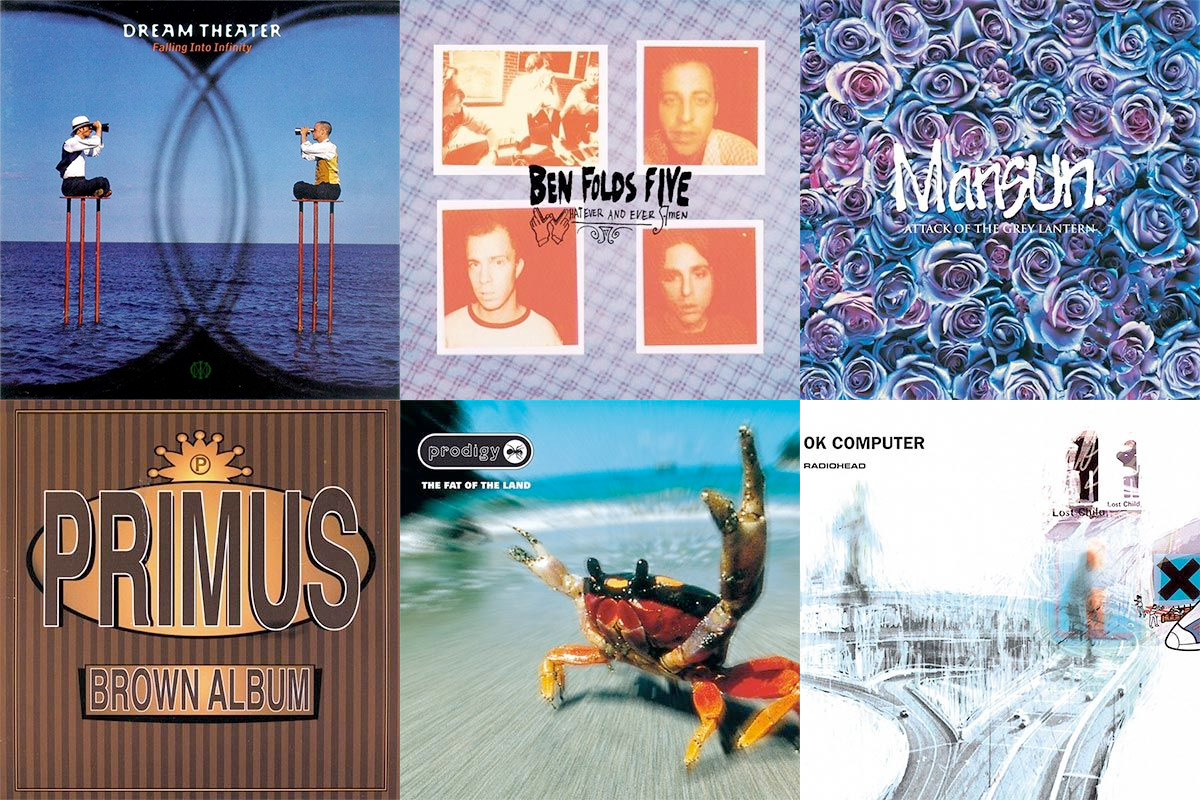 DREAM THEATER
Falling Into Infinity
BEN FOLDS FIVE
WHATEVER AND EVER AMEN
Mansun.
ATTACK OF THE GREY LANTERN
P
PRIMUS
BROWN ALBUM
prodigy
THE FAT OF THE LAND
OK COMPUTER
RADIOHEAD
Lost Child
Lost Child